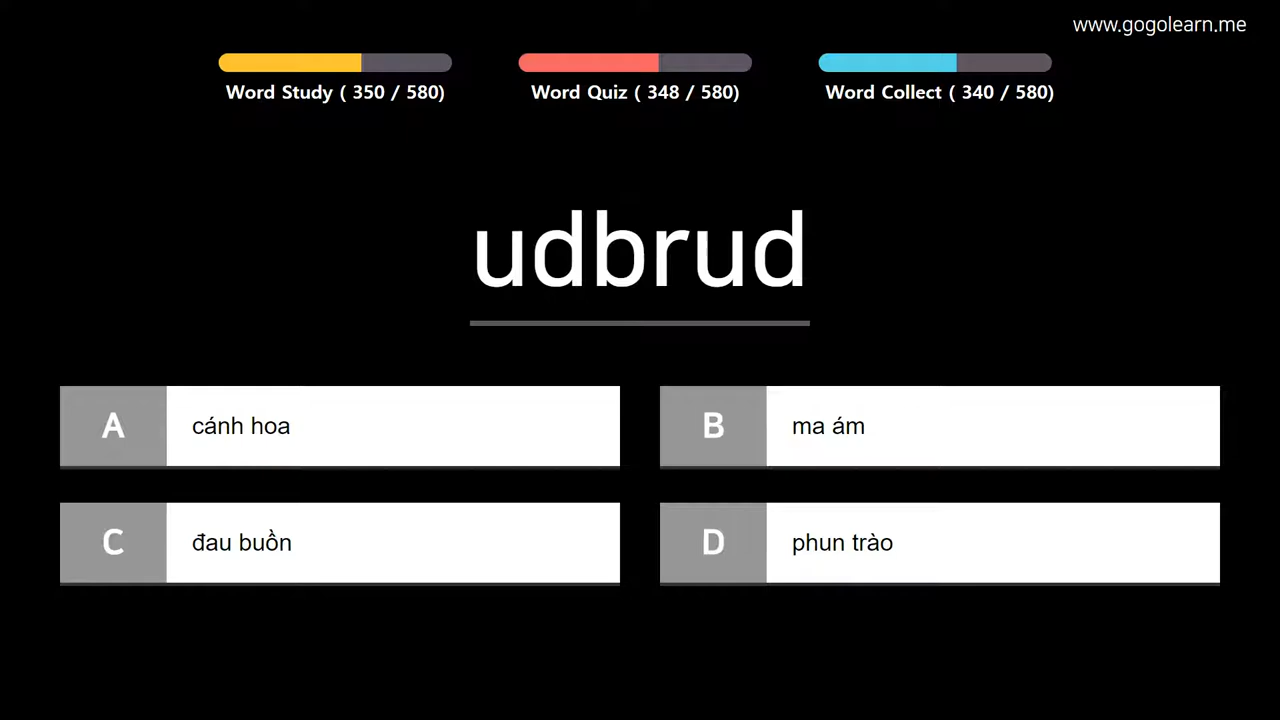 www.gogolearn.me
Word Study ( 350 / 580)
Word Quiz ( 348 / 580)
Word Collect ( 340 / 580)
udbrud
A cánh hoa
B ma ám
C đau buồn
D phun trào